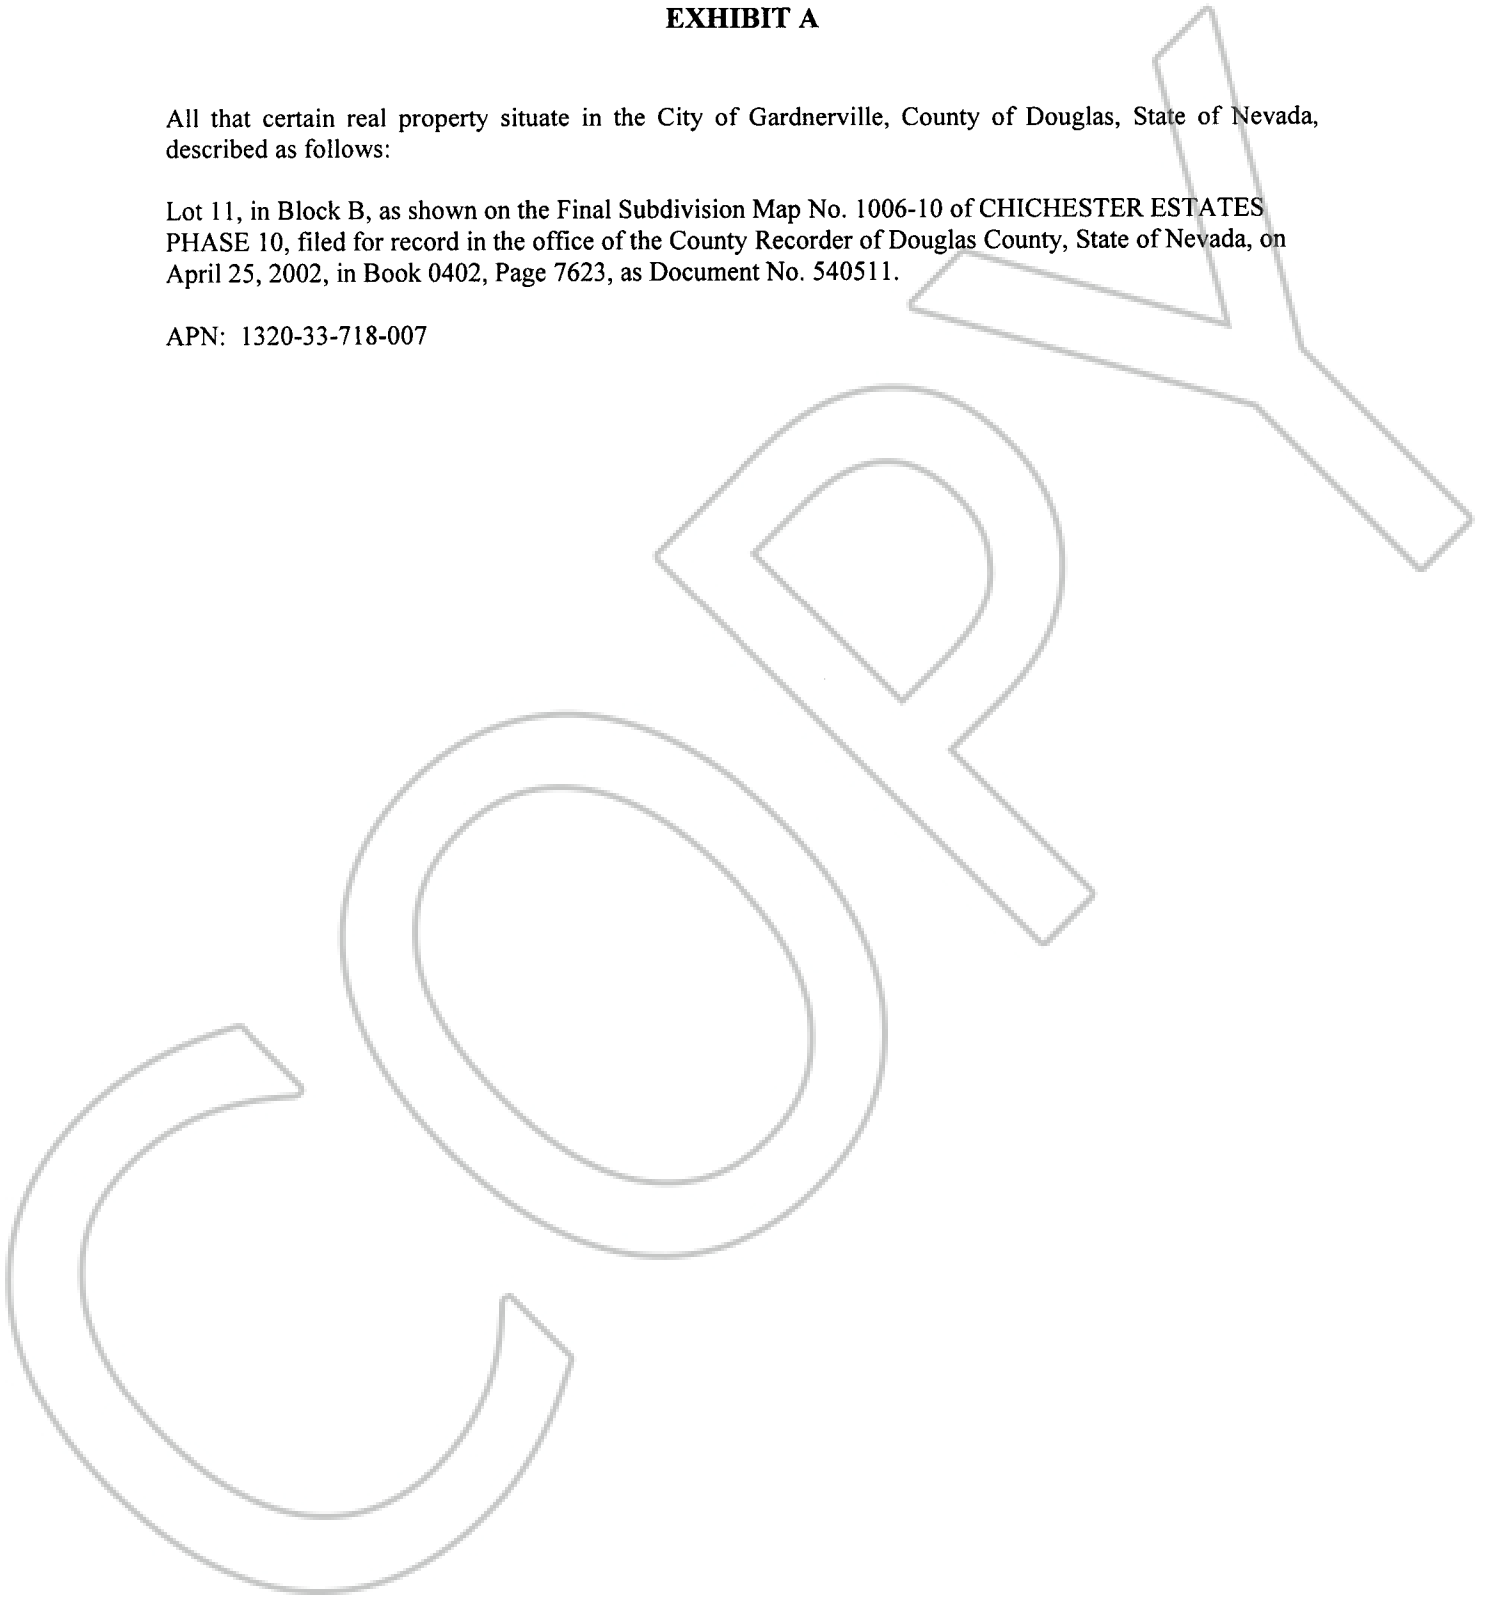 EXHIBIT A
All that certain real property situate in the City of Gardnerville, County of Douglas, State of Nevada,
described as follows:
Lot 11, in Block B, as shown on the Final Subdivision Map No. 1006-10 of CHICHESTER ESTATES
PHASE 10, filed for record in the office of the County Recorder of Douglas County, State of Nevada, on
April 25, 2002, in Book 0402, Page 7623, as Document No. 540511.
APN: 1320-33-718-007
COPY